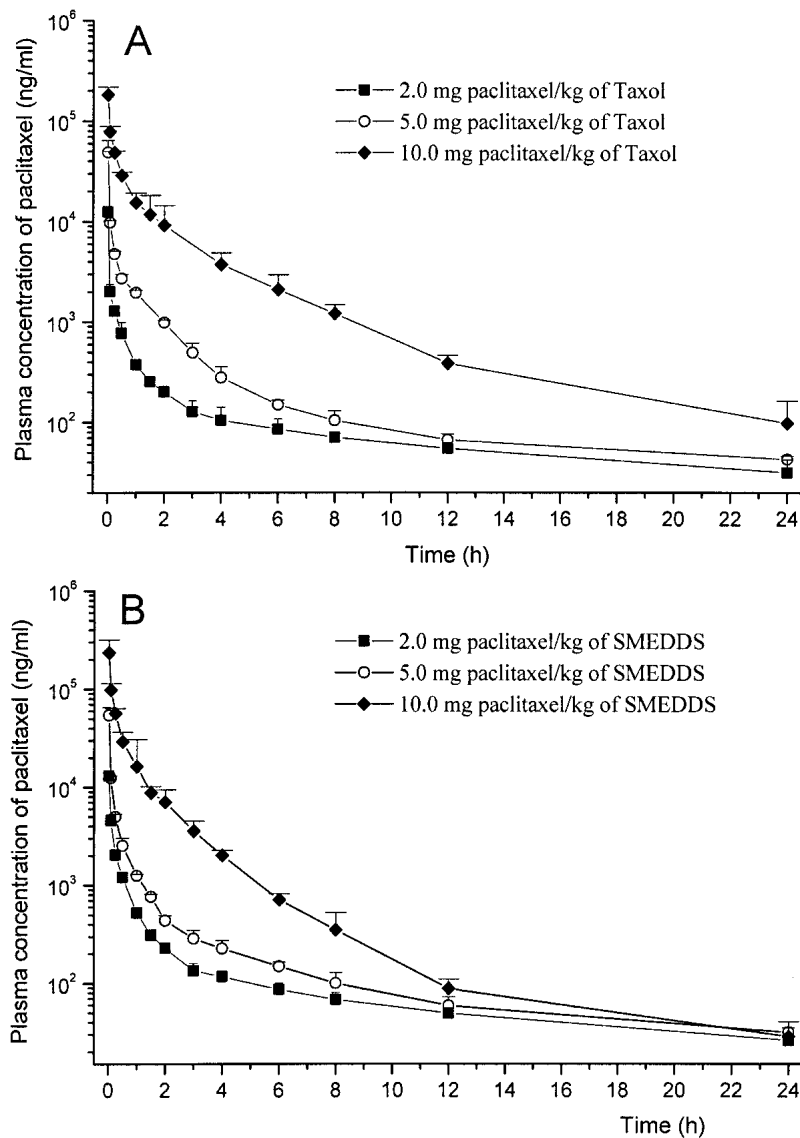 A
Plasma concentration of paclitaxel (ng/ml)
10^6
10^5
10^4
10^3
10^2
2.0 mg paclitaxel/kg of Taxol
5.0 mg paclitaxel/kg of Taxol
10.0 mg paclitaxel/kg of Taxol
0 2 4 6 8 10 12 14 16 18 20 22 24
Time (h)
B
Plasma concentration of paclitaxel (ng/ml)
10^6
10^5
10^4
10^3
10^2
2.0 mg paclitaxel/kg of SMEDDS
5.0 mg paclitaxel/kg of SMEDDS
10.0 mg paclitaxel/kg of SMEDDS
0 2 4 6 8 10 12 14 16 18 20 22 24
Time (h)